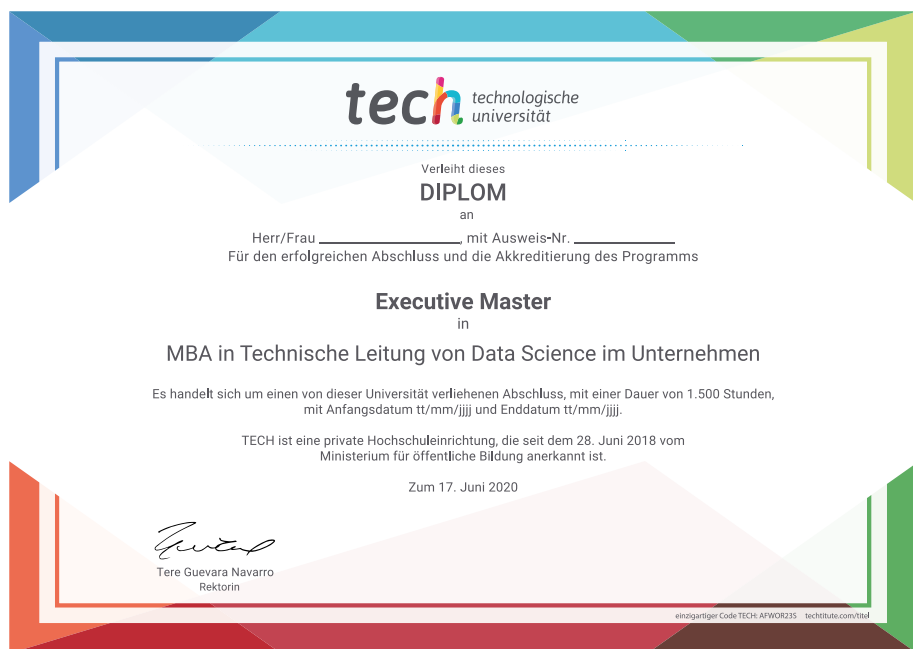 tech technologische
universität
Verleiht dieses
DIPLOM
an
Herr/Frau ____________________, mit Ausweis-Nr. ______________
Für den erfolgreichen Abschluss und die Akkreditierung des Programms
Executive Master
in
MBA in Technische Leitung von Data Science im Unternehmen
Es handelt sich um einen von dieser Universität verliehenen Abschluss, mit einer Dauer von 1.500 Stunden,
mit Anfangsdatum tt/mm/jjjj und Enddatum tt/mm/jjjj.
TECH ist eine private Hochschuleinrichtung, die seit dem 28. Juni 2018 vom
Ministerium für öffentliche Bildung anerkannt ist.
Zum 17. Juni 2020
Tere Guevara Navarro
Rektorin
einzigartiger Code TECH: AFWOR23S techtitute.com/titel